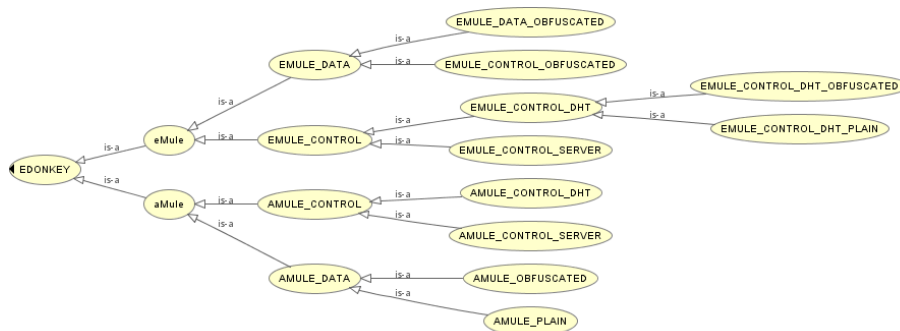 EMULE_DATA_OBFUSCATED
is-a
EMULE_DATA
is-a
EMULE_CONTROL_OBFUSCATED
EMULE_CONTROL_DHT_OBFUSCATED
is-a
is-a
EMULE_CONTROL_DHT
is-a
is-a
EMULE_CONTROL_DHT_PLAIN
eMule
is-a
EMULE_CONTROL
is-a
EMULE_CONTROL_SERVER
is-a
EDONKEY
is-a
AMULE_CONTROL_DHT
is-a
aMule
is-a
AMULE_CONTROL
is-a
is-a
AMULE_CONTROL_SERVER
AMULE_DATA
is-a
AMULE_OBFUSCATED
is-a
AMULE_PLAIN